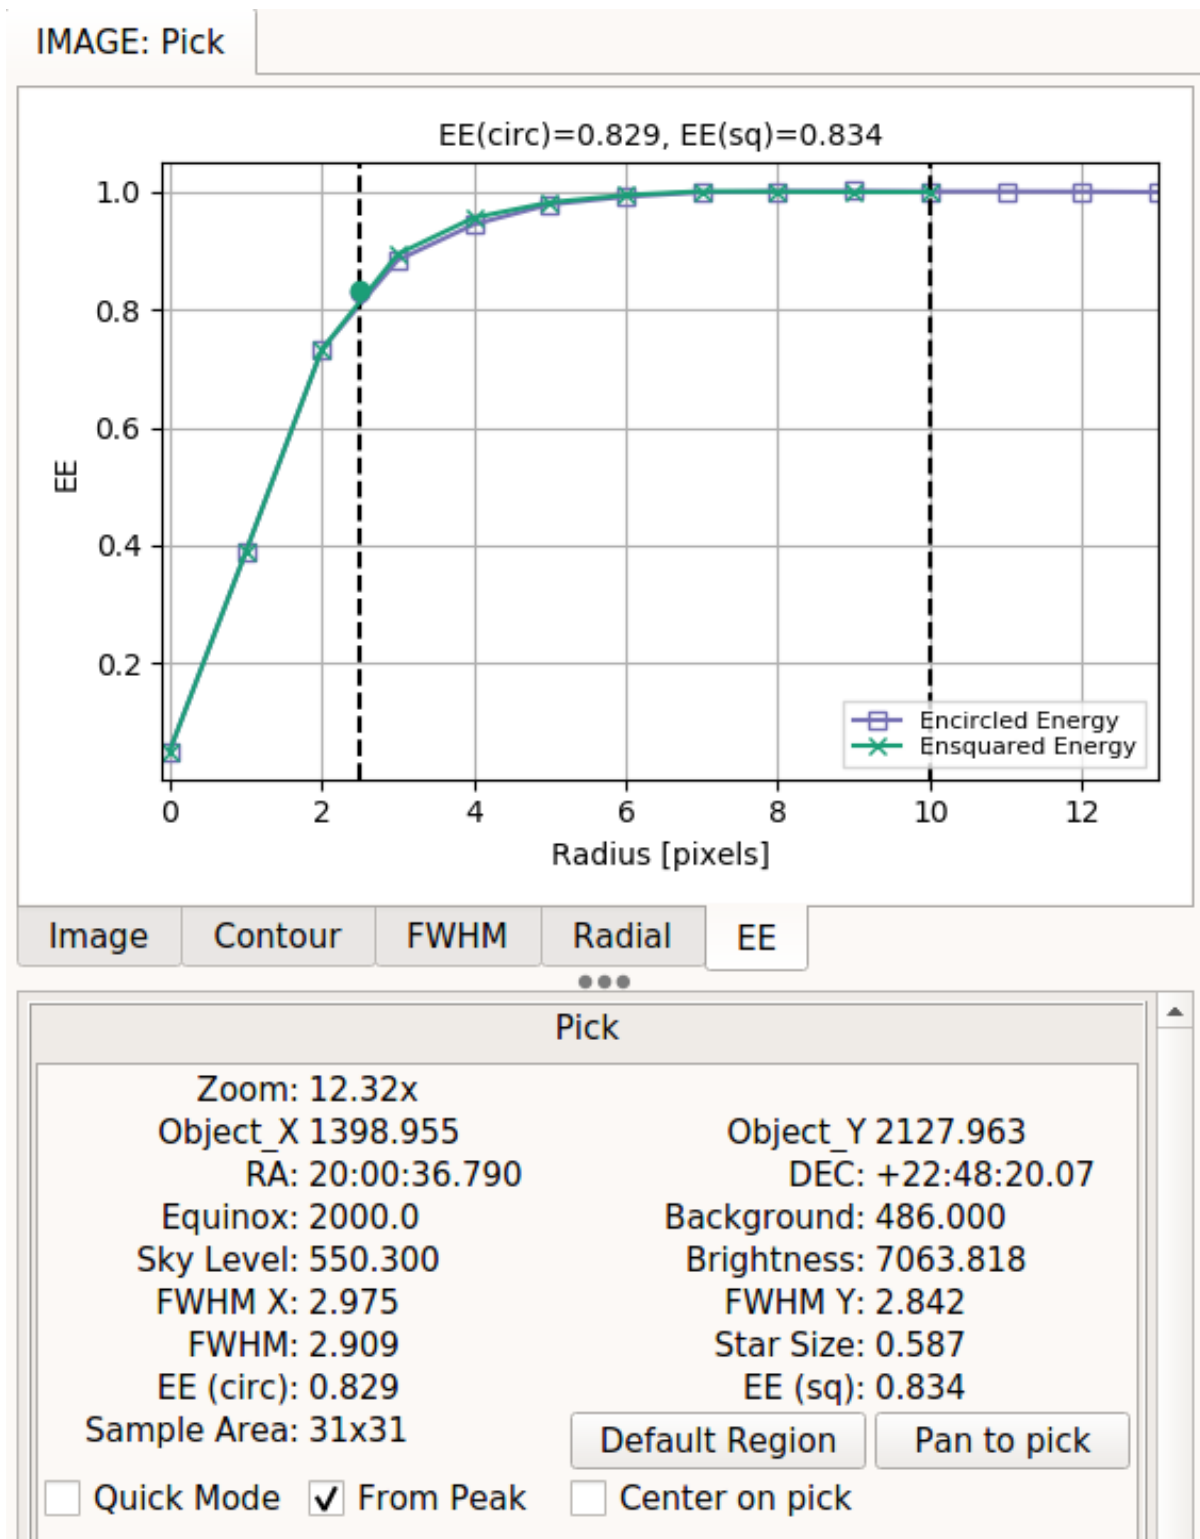 IMAGE: Pick
EE(circ)=0.829, EE(sq)=0.834
1.0
0.8
0.6
0.4
0.2
EE
Encircled Energy
Ensquared Energy
0 2 4 6 8 10 12
Radius [pixels]
Image Contour FWHM Radial EE
Pick
Zoom: 12.32x
Object_X 1398.955 Object_Y 2127.963
RA: 20:00:36.790 DEC: +22:48:20.07
Equinox: 2000.0 Background: 486.000
Sky Level: 550.300 Brightness: 7063.818
FWHM X: 2.975 FWHM Y: 2.842
FWHM: 2.909 Star Size: 0.587
EE (circ): 0.829 EE (sq): 0.834
Sample Area: 31x31 Default Region Pan to pick
Quick Mode From Peak Center on pick